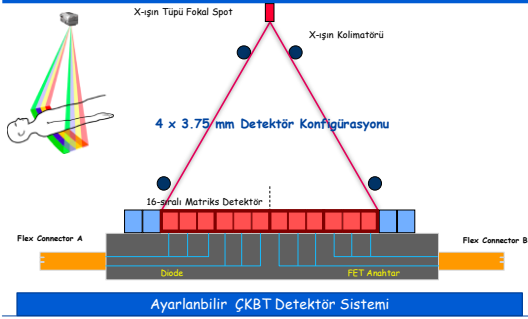 X-ışın Tüpü Fokal Spot
X-ışın Kolimatörü
4 x 3.75 mm Detektör Konfigürasyonu
16-sıralı Matriks Detektör
Flex Connector A
Flex Connector B
Diode
FET Anahtar
Ayarlanbilir ÇKBT Detektör Sistemi